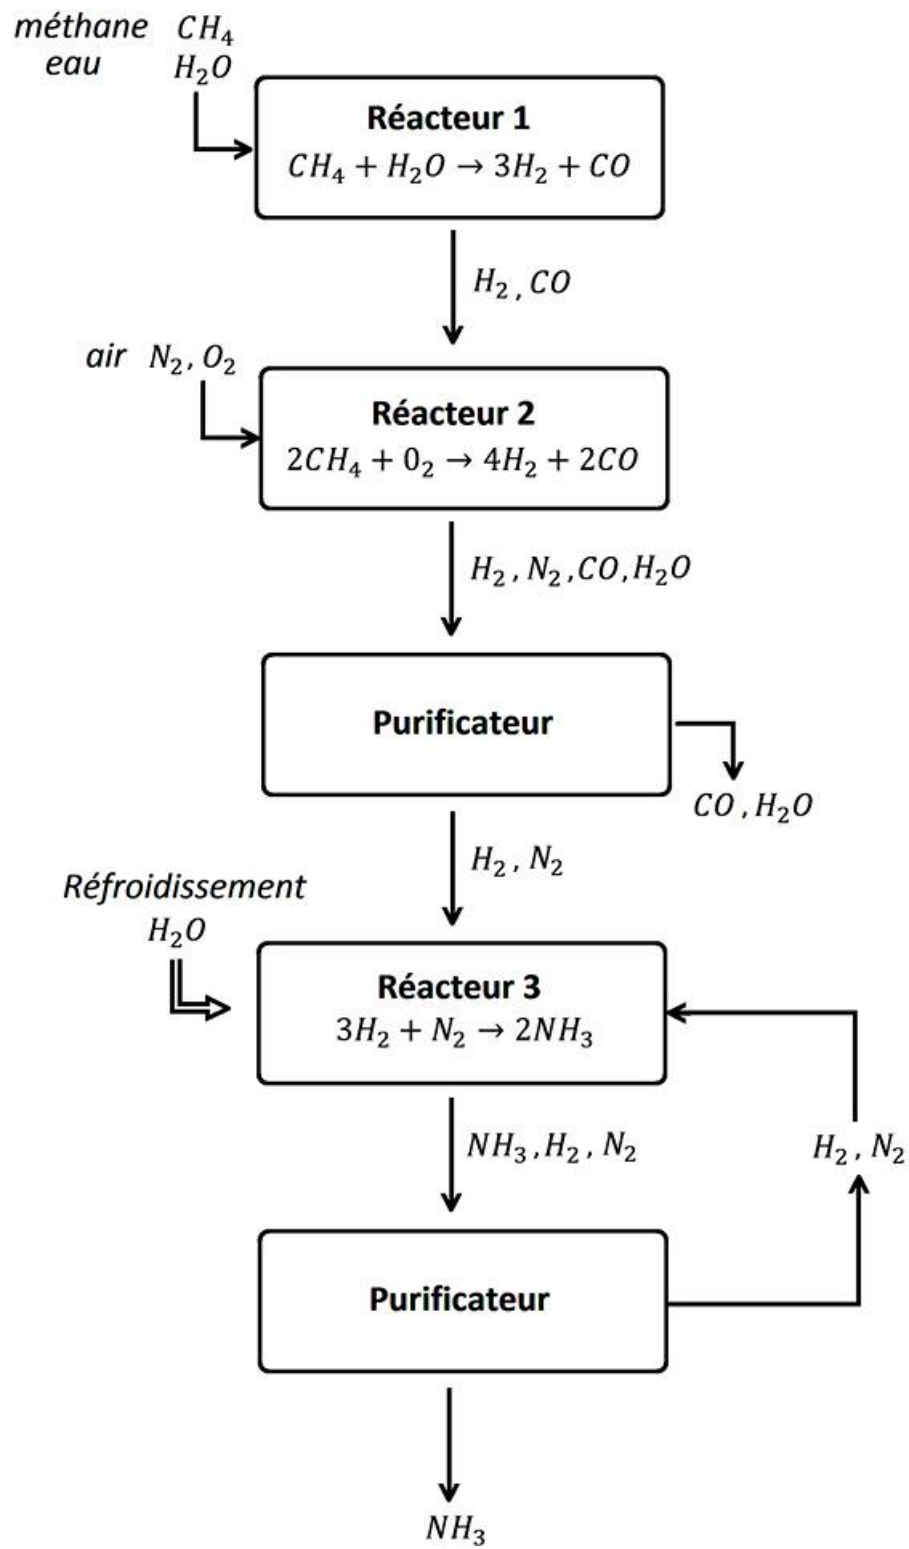 méthane CH₄
eau H₂O
Réacteur 1
CH₄ + H₂O → 3H₂ + CO
H₂, CO
air N₂, O₂
Réacteur 2
2CH₄ + 0₂ → 4H₂ + 2CO
H₂, N₂, CO, H₂O
Purificateur
CO, H₂O
H₂, N₂
Réfroidissement
H₂O
Réacteur 3
3H₂ + N₂ → 2NH₃
NH₃, H₂, N₂
H₂, N₂
Purificateur
NH₃